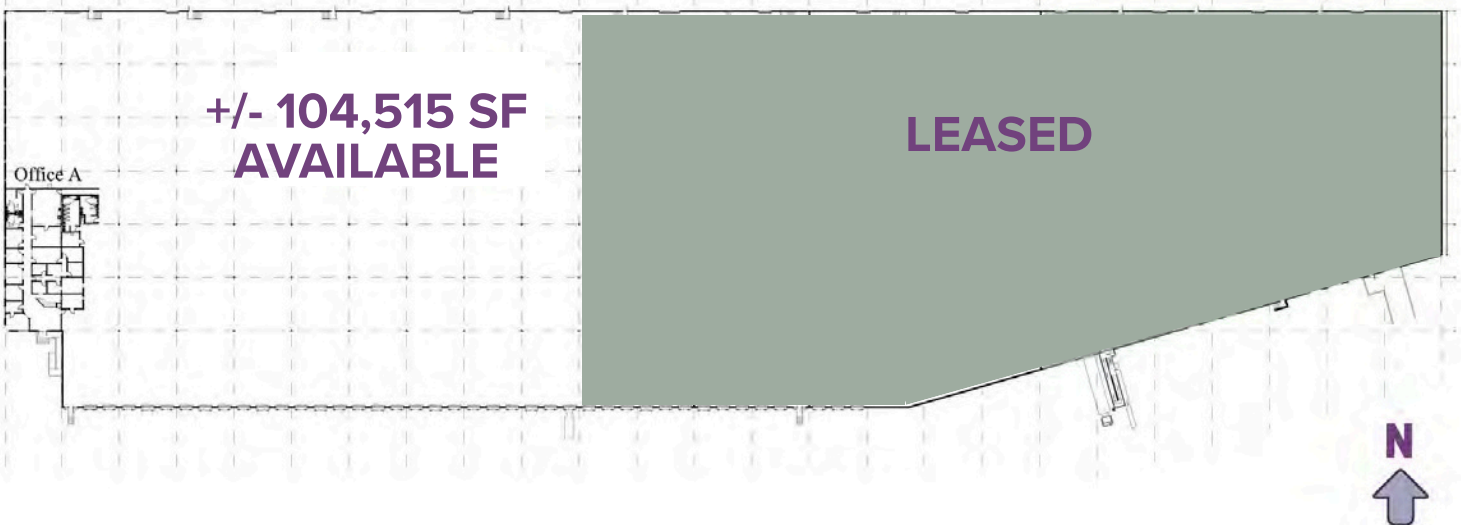 +/- 104,515 SF
AVAILABLE
LEASED
Office A
N